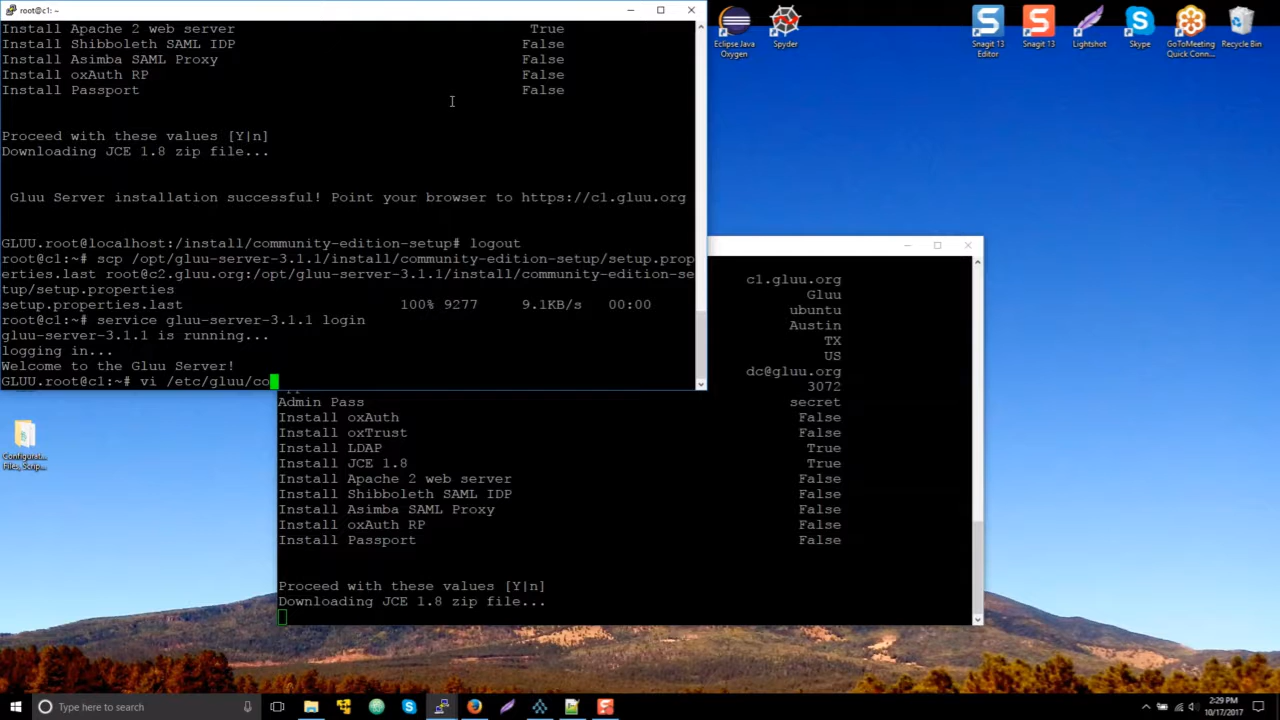 root@c1: ~
Install Apache 2 web server True
Install Shibboleth SAML IDP False
Install Asimba SAML Proxy False
Install oxAuth RP False
Install Passport False
Proceed with these values [Y|n]
Downloading JCE 1.8 zip file...
Gluu Server installation successful! Point your browser to https://c1.gluu.org
GLUU.root@localhost:/install/community-edition-setup# logout
root@c1:~# scp /opt/gluu-server-3.1.1/install/community-edition-setup/setup.prop
erties.last root@c2.gluu.org:/opt/gluu-server-3.1.1/install/community-edition-se
tup/setup.properties
setup.properties.last 100% 9277 9.1KB/s 00:00
root@c1:~# service gluu-server-3.1.1 login
gluu-server-3.1.1 is running...
logging in...
Welcome to the Gluu Server!
GLUU.root@c1:~# vi /etc/gluu/co
c1.gluu.org
Gluu
ubuntu
Austin
TX
US
dc@gluu.org
3072
Admin Pass secret
Install oxAuth False
Install oxTrust False
Install LDAP True
Install JCE 1.8 True
Install Apache 2 web server False
Install Shibboleth SAML IDP False
Install Asimba SAML Proxy False
Install oxAuth RP False
Install Passport False
Proceed with these values [Y|n]
Downloading JCE 1.8 zip file...
Eclipse Java
Oxygen
Spyder
Snagit 13
Editor
Snagit 13
Lightshot
Skype
GoToMeeting
Quick Conn...
Recycle Bin
Configurat...
Files, Scrip...
Type here to search
2:29 PM
10/17/2017